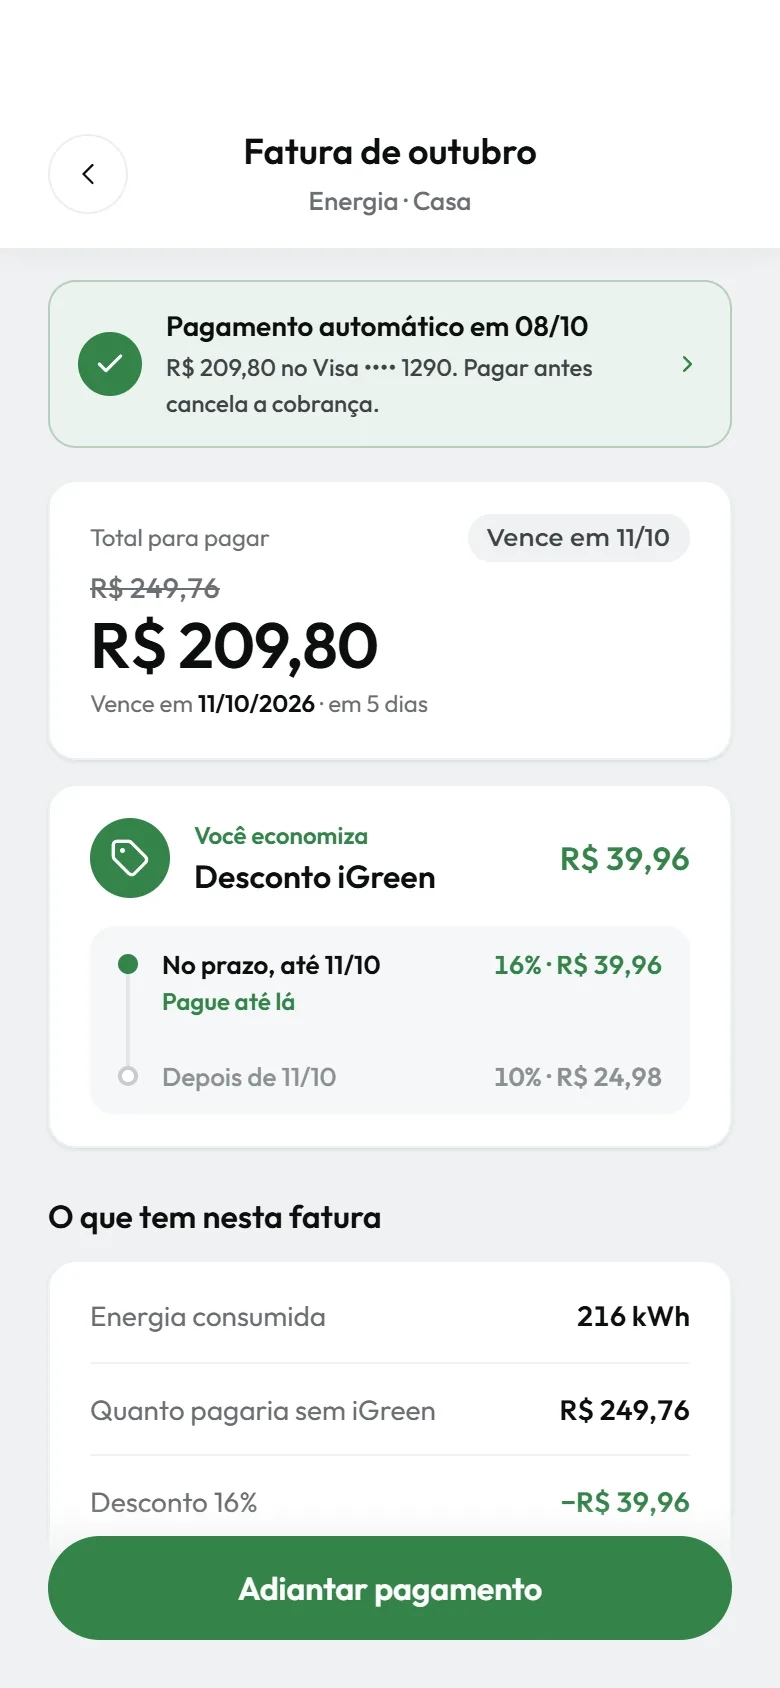 Fatura de outubro
Energia · Casa
Pagamento automático em 08/10
R$ 209,80 no Visa •••• 1290. Pagar antes
cancela a cobrança.
Total para pagar
Vence em 11/10
R$ 249,76
R$ 209,80
Vence em 11/10/2026 · em 5 dias
Você economiza
Desconto iGreen
R$ 39,96
No prazo, até 11/10
16% · R$ 39,96
Pague até lá
Depois de 11/10
10% · R$ 24,98
O que tem nesta fatura
Energia consumida
216 kWh
Quanto pagaria sem iGreen
R$ 249,76
Desconto 16%
−R$ 39,96
Adiantar pagamento